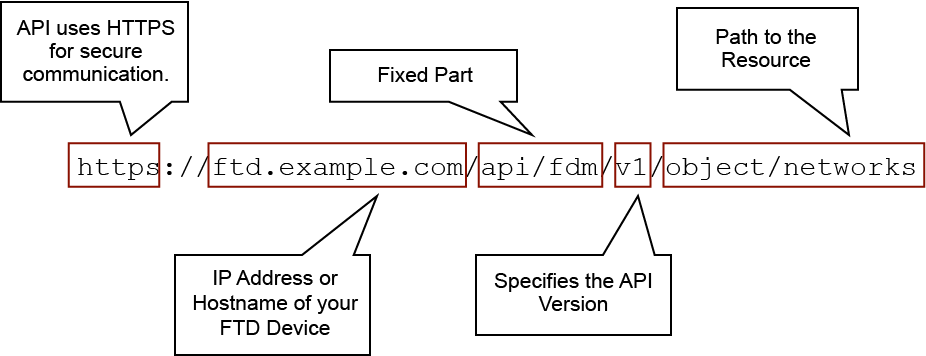 API uses HTTPS
for secure
communication.
Fixed Part
Path to the
Resource
https://ftd.example.com/api/fdm/v1/object/networks
IP Address or
Hostname of your
FTD Device
Specifies the API
Version